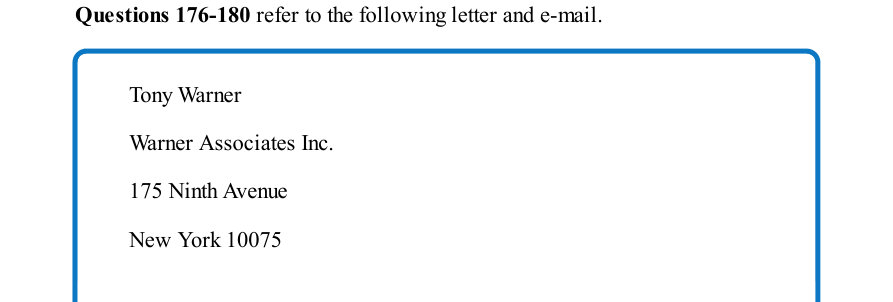 Questions 176-180 refer to the following letter and e-mail.
Tony Warner
Warner Associates Inc.
175 Ninth Avenue
New York 10075